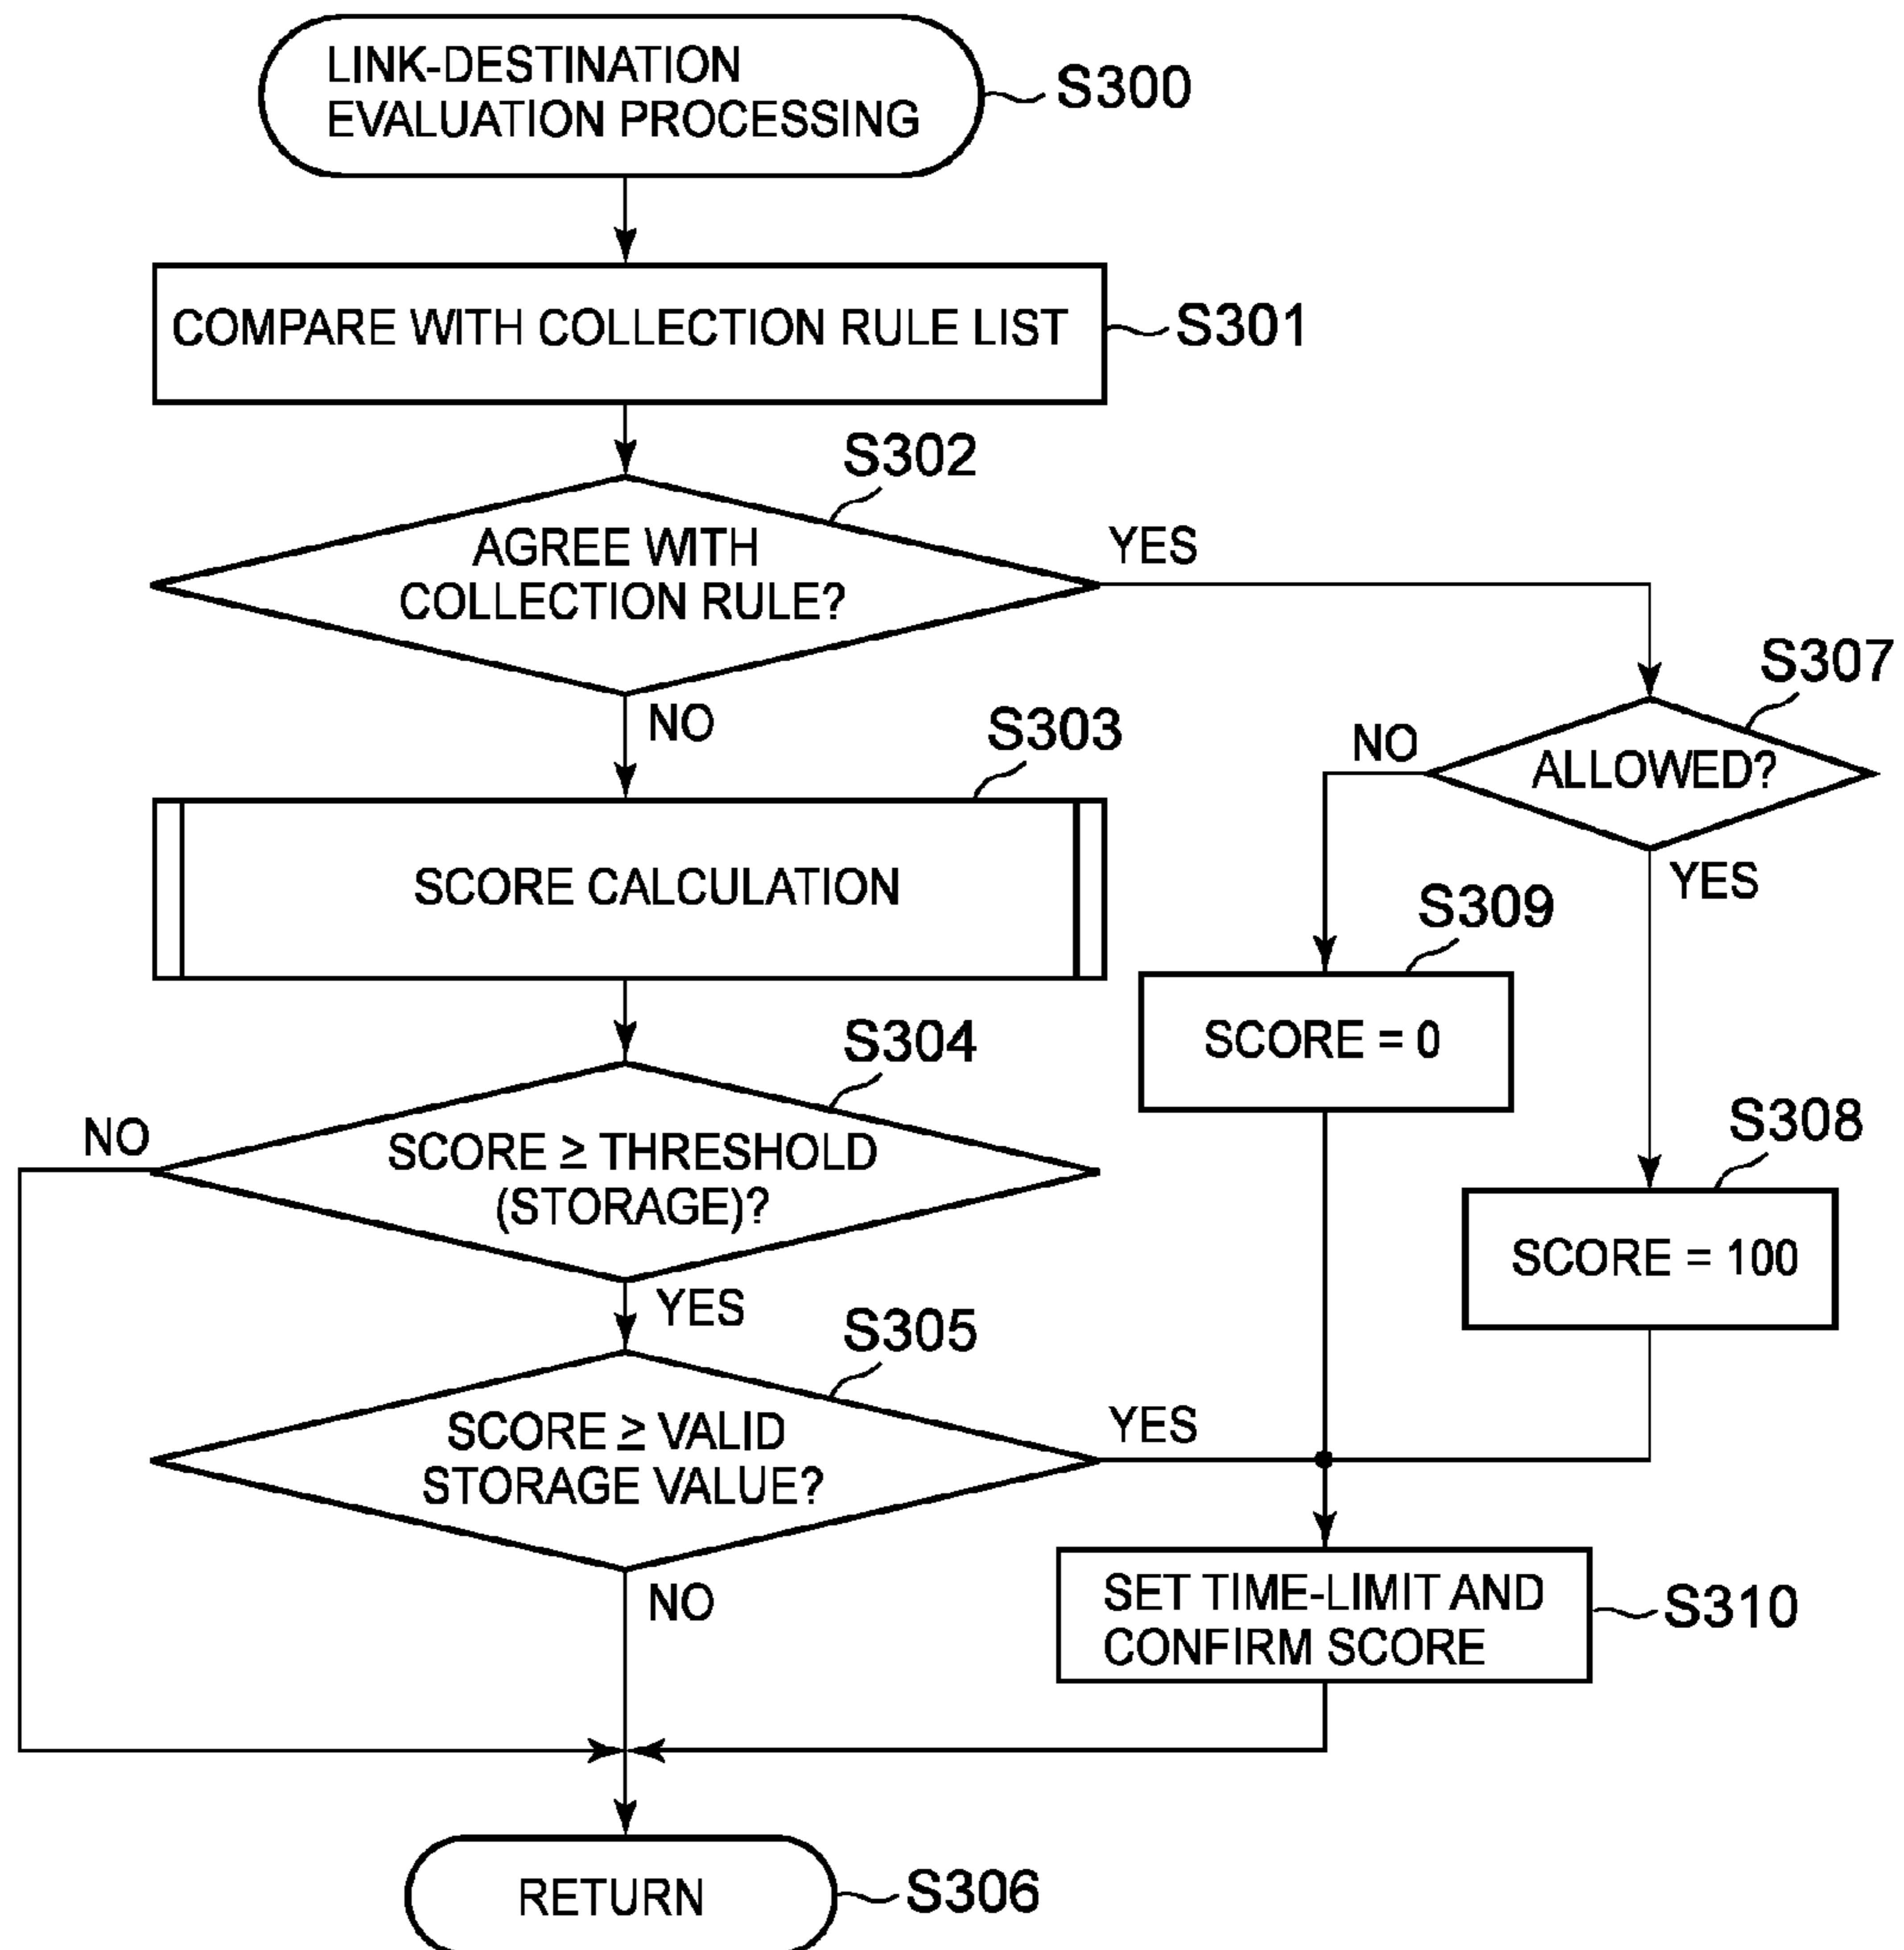 LINK-DESTINATION
EVALUATION PROCESSING
S300
COMPARE WITH COLLECTION RULE LIST
S301
S302
AGREE WITH
COLLECTION RULE?
YES
NO
S307
ALLOWED?
NO
YES
S303
SCORE CALCULATION
S309
SCORE = 0
S308
SCORE = 100
S304
SCORE ≥ THRESHOLD
(STORAGE)?
NO
YES
S305
SCORE ≥ VALID
STORAGE VALUE?
YES
NO
SET TIME-LIMIT AND
CONFIRM SCORE
S310
RETURN
S306